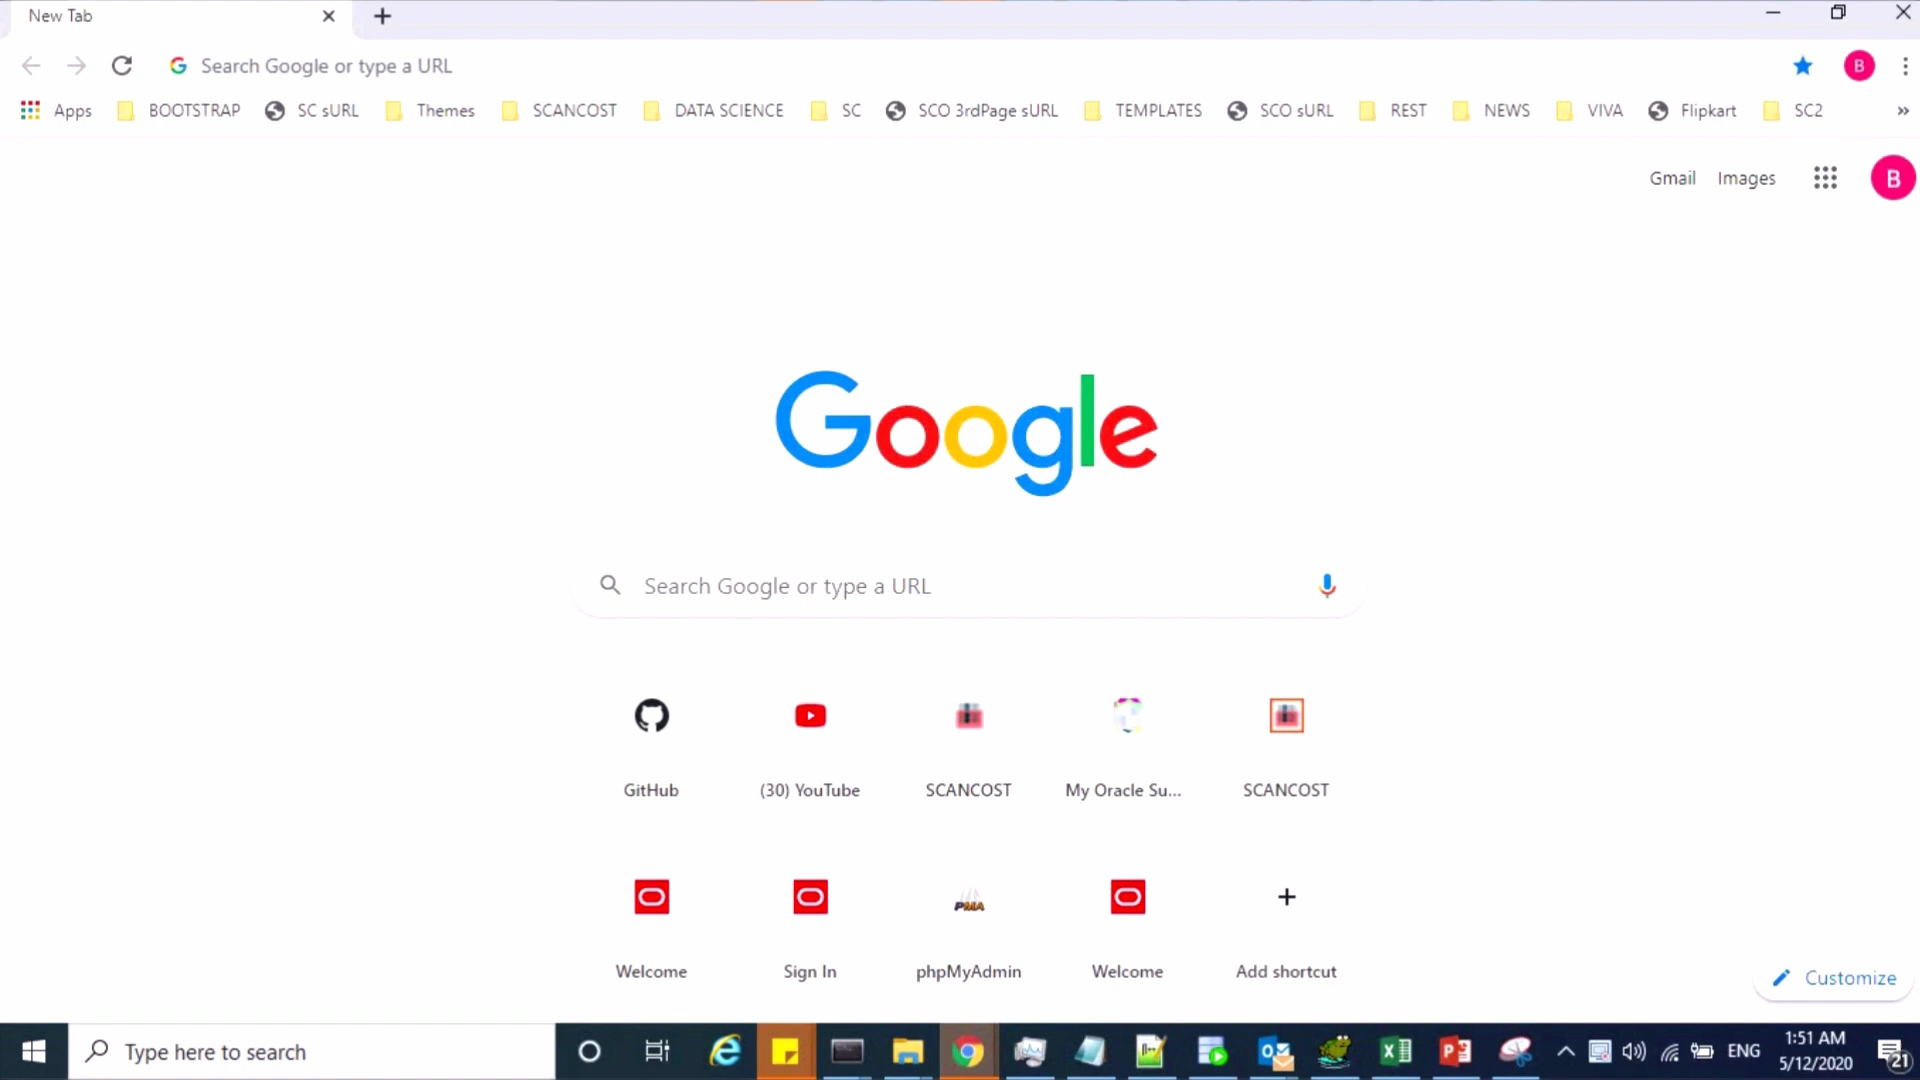 New Tab
Search Google or type a URL
B
Apps BOOTSTRAP SC sURL Themes SCANCOST DATA SCIENCE SC SCO 3rdPage sURL TEMPLATES SCO sURL REST NEWS VIVA Flipkart SC2 »
Gmail Images B
Google
Search Google or type a URL
GitHub (30) YouTube SCANCOST My Oracle Su... SCANCOST
PMA
Welcome Sign In phpMyAdmin Welcome Add shortcut
Customize
Type here to search
ENG
1:51 AM
5/12/2020
21